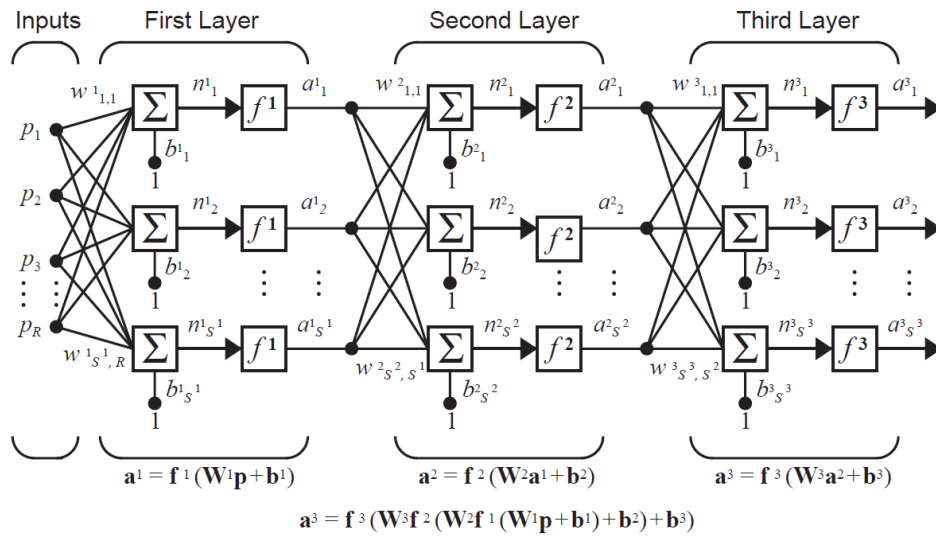 Inputs First Layer Second Layer Third Layer
w¹₁,₁ n¹₁ a¹₁ w²₁,₁ n²₁ a²₁ w³₁,₁ n³₁ a³₁
Σ f¹ Σ f² Σ f³
p₁
b¹₁ b²₁ b³₁
1 1 1
p₂ n¹₂ a¹₂ n²₂ a²₂ n³₂ a³₂
Σ f¹ Σ f² Σ f³
p₃ b¹₂ b²₂ b³₂
1 1 1
p_R n¹_S¹ a¹_S¹ n²_S² a²_S² n³_S³ a³_S³
Σ f¹ Σ f² Σ f³
w¹_S¹,R w²_S²,S¹ w³_S³,S²
b¹_S¹ b²_S² b³_S³
1 1 1
a¹ = f¹(W¹p+b¹) a² = f²(W²a¹+b²) a³ = f³(W³a²+b³)
a³ = f³(W³f²(W²f¹(W¹p+b¹)+b²)+b³)